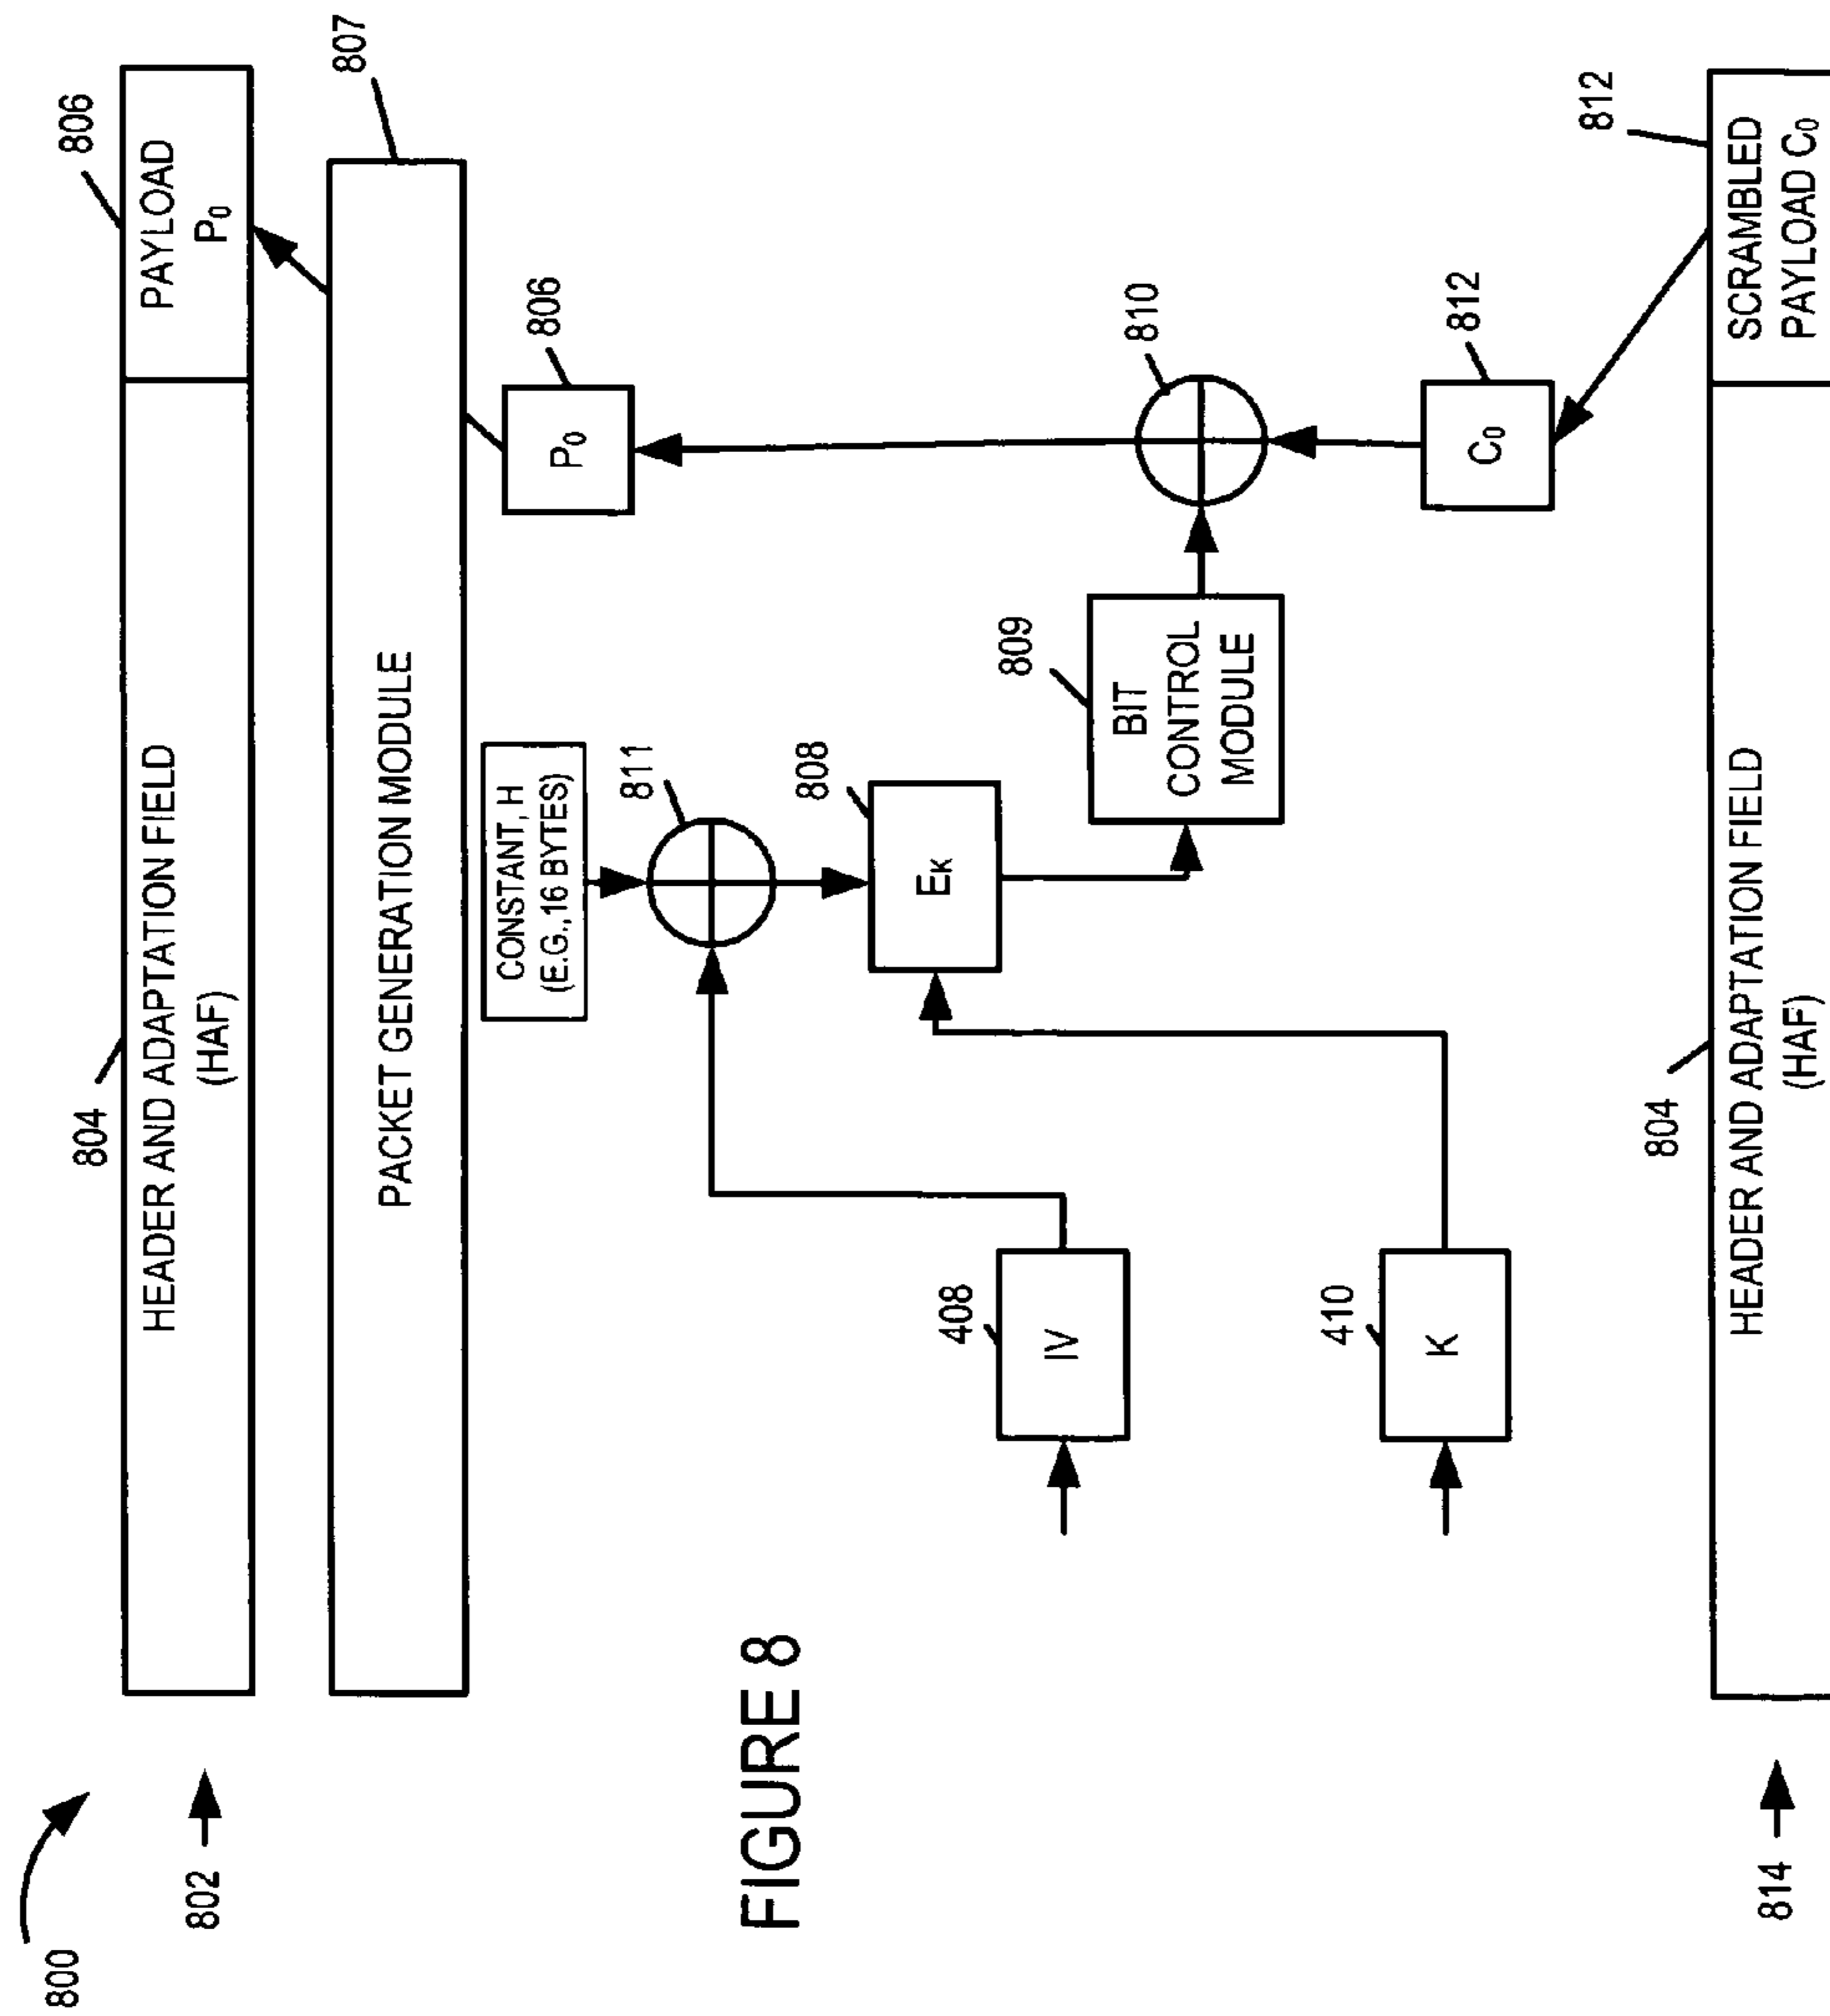 800
802
804
HEADER AND ADAPTATION FIELD
(HAF)
806
PAYLOAD
P0
807
PACKET GENERATION MODULE
CONSTANT, H
(E.G., 16 BYTES)
806
P0
811
808
EK
809
BIT
CONTROL
MODULE
810
408
IV
410
K
812
C0
FIGURE 8
814
804
HEADER AND ADAPTATION FIELD
(HAF)
812
SCRAMBLED
PAYLOAD C0